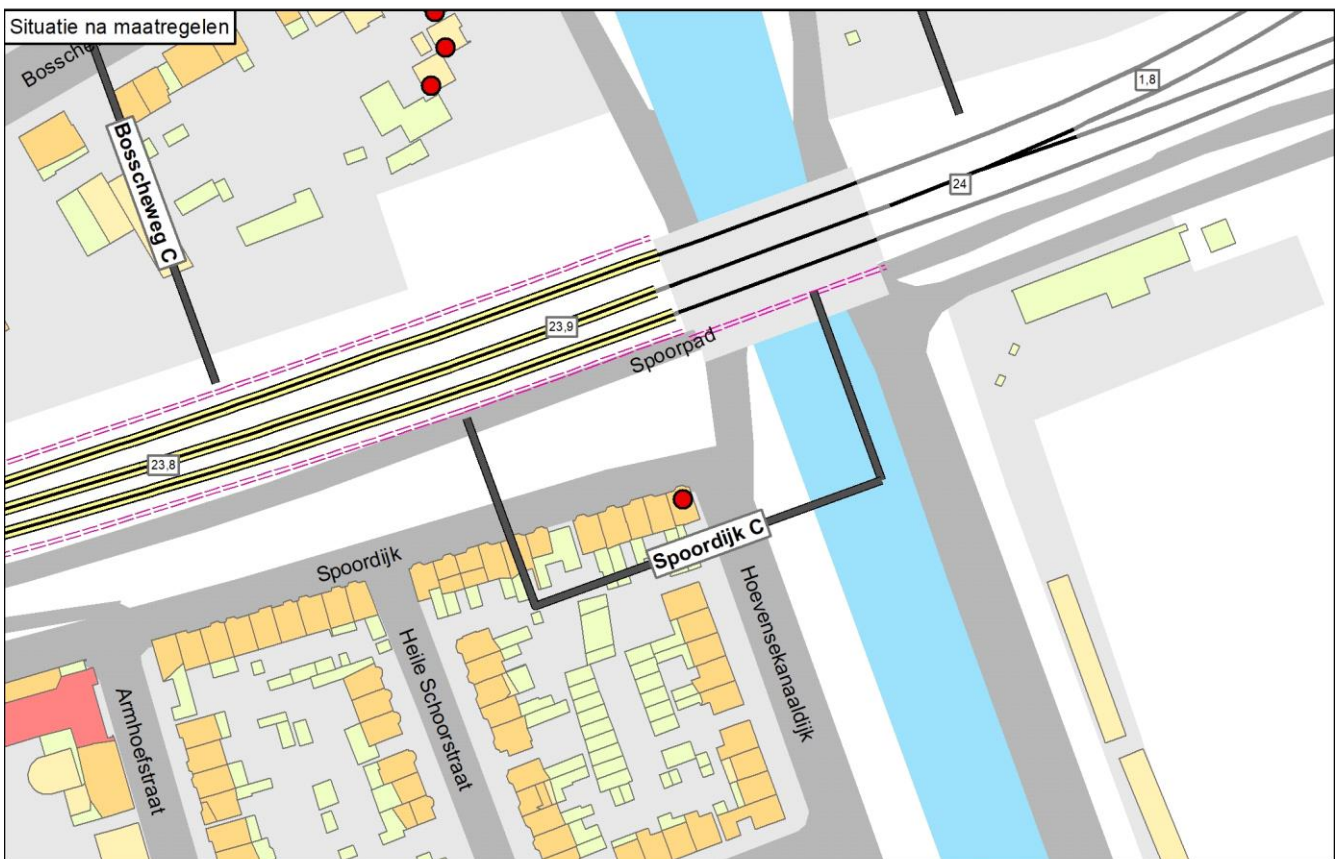 Situatie na maatregelen
Bossche
1,8
Bosscheweg C
24
23,9
Spoorpad
23,8
Spoordijk C
Spoordijk
Hoevensekanaaldijk
Heile Schoorstraat
Armhoefstraat